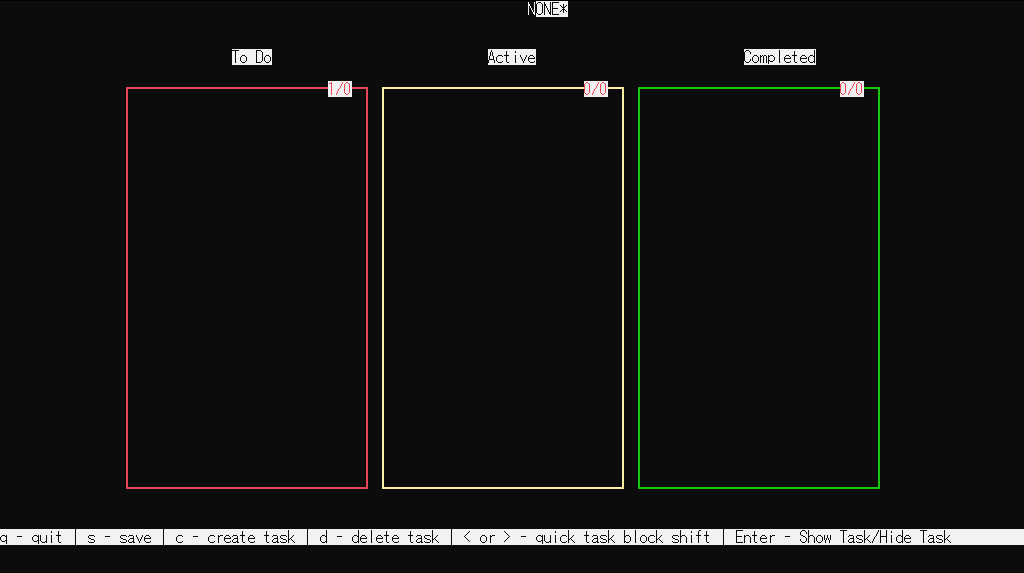 NONE*
To Do Active Completed
1/0 0/0 0/0
q - quit │ s - save │ c - create task │ d - delete task │ < or > - quick task block shift │ Enter - Show Task/Hide Task